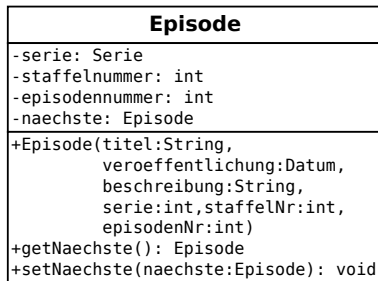 Episode
-serie: Serie
-staffelnummer: int
-episodennummer: int
-naechste: Episode
+Episode(titel:String,
veroeffentlichung:Datum,
beschreibung:String,
serie:int,staffelNr:int,
episodenNr:int)
+getNaechste(): Episode
+setNaechste(naechste:Episode): void